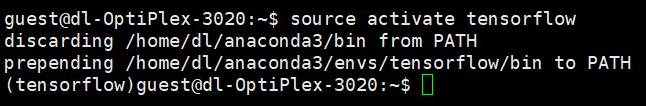 guest@dl-OptiPlex-3020:~$ source activate tensorflow
discarding /home/dl/anaconda3/bin from PATH
prepending /home/dl/anaconda3/envs/tensorflow/bin to PATH
(tensorflow)guest@dl-OptiPlex-3020:~$